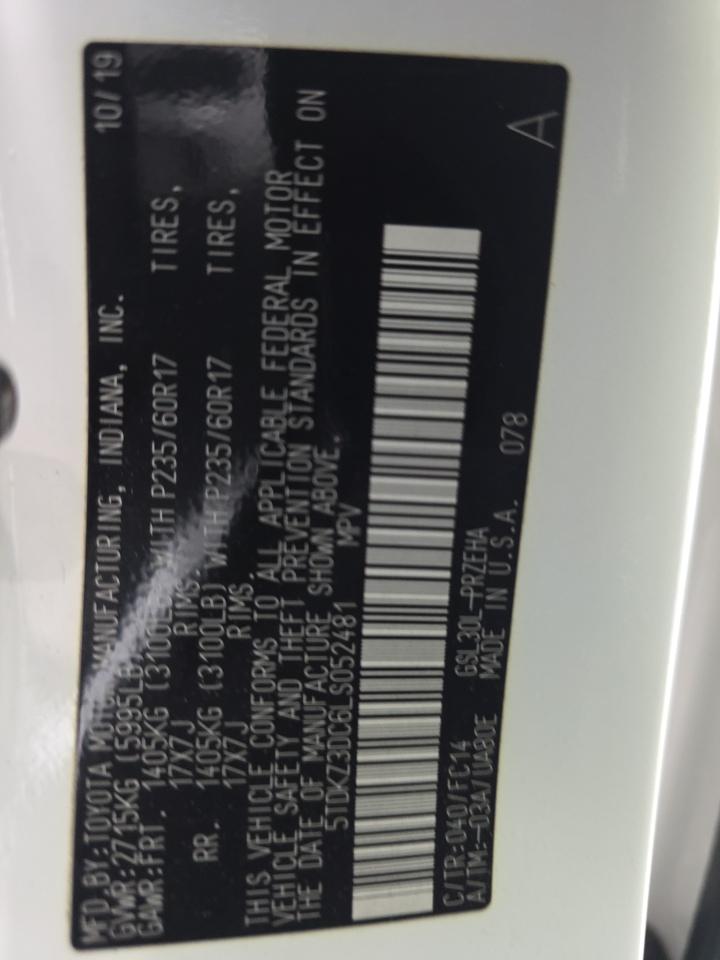 MFD.BY:TOYOTA MOTOR MANUFACTURING, INDIANA, INC. 10/19
GVWR:2715KG (5995LB)
GAWR:FRT. 1405KG (3100LB) WITH P235/60R17 TIRES,
17X7J RIMS
RR. 1405KG (3100LB) WITH P235/60R17 TIRES,
17X7J RIMS
THIS VEHICLE CONFORMS TO ALL APPLICABLE FEDERAL MOTOR
VEHICLE SAFETY AND THEFT PREVENTION STANDARDS IN EFFECT ON
THE DATE OF MANUFACTURE SHOWN ABOVE.
5TDKZ3DC6LS052481 MPV
C/TR:040/FC14 GSL30L-PRZEHA
A/TM:-03A/UA80E MADE IN U.S.A. 078
A